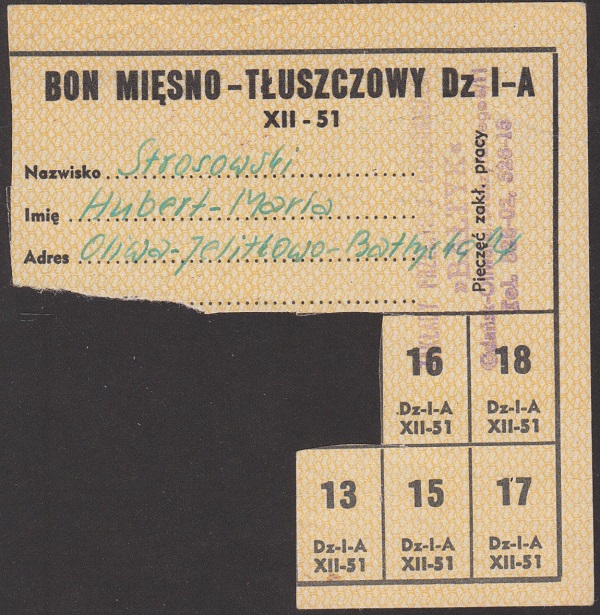 BON MIĘSNO-TŁUSZCZOWY Dz I-A
XII-51
Nazwisko Strosowski
Imię Hubert-Maria
Adres Oliwa-Jelitkowo-Bałtycka
Pieczęć zakł. pracy
16
Dz-I-A
XII-51
18
Dz-I-A
XII-51
13
Dz-I-A
XII-51
15
Dz-I-A
XII-51
17
Dz-I-A
XII-51